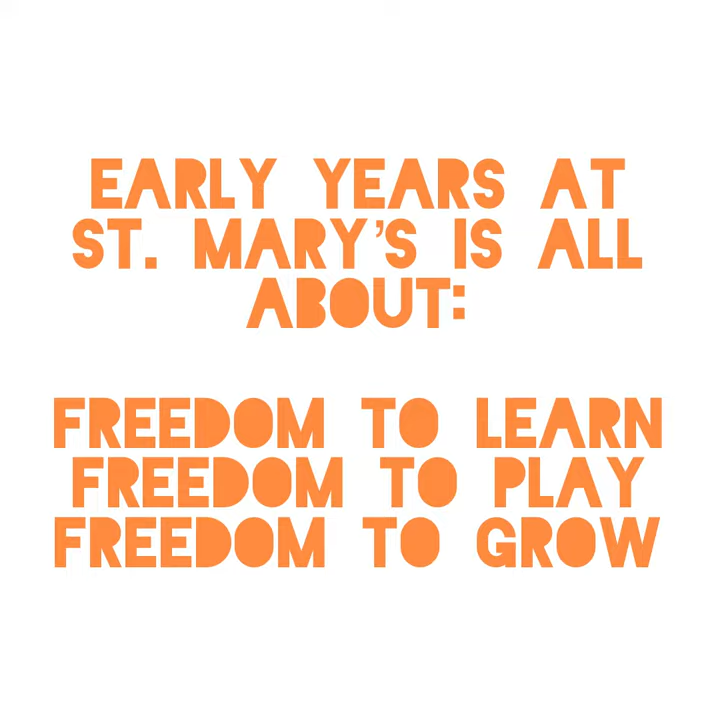 EARLY YEARS AT
ST. MARY'S IS ALL
ABOUT:
FREEDOM TO LEARN
FREEDOM TO PLAY
FREEDOM TO GROW